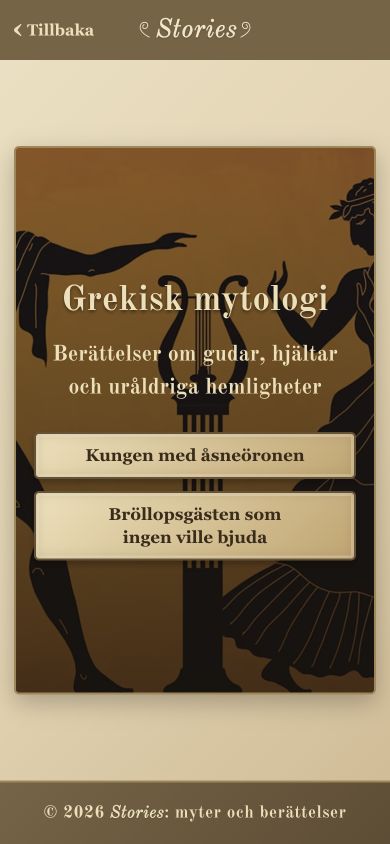 Tillbaka
Stories
Grekisk mytologi
Berättelser om gudar, hjältar
och uråldriga hemligheter
Kungen med åsneöronen
Bröllopsgästen som
ingen ville bjuda
© 2026 Stories: myter och berättelser